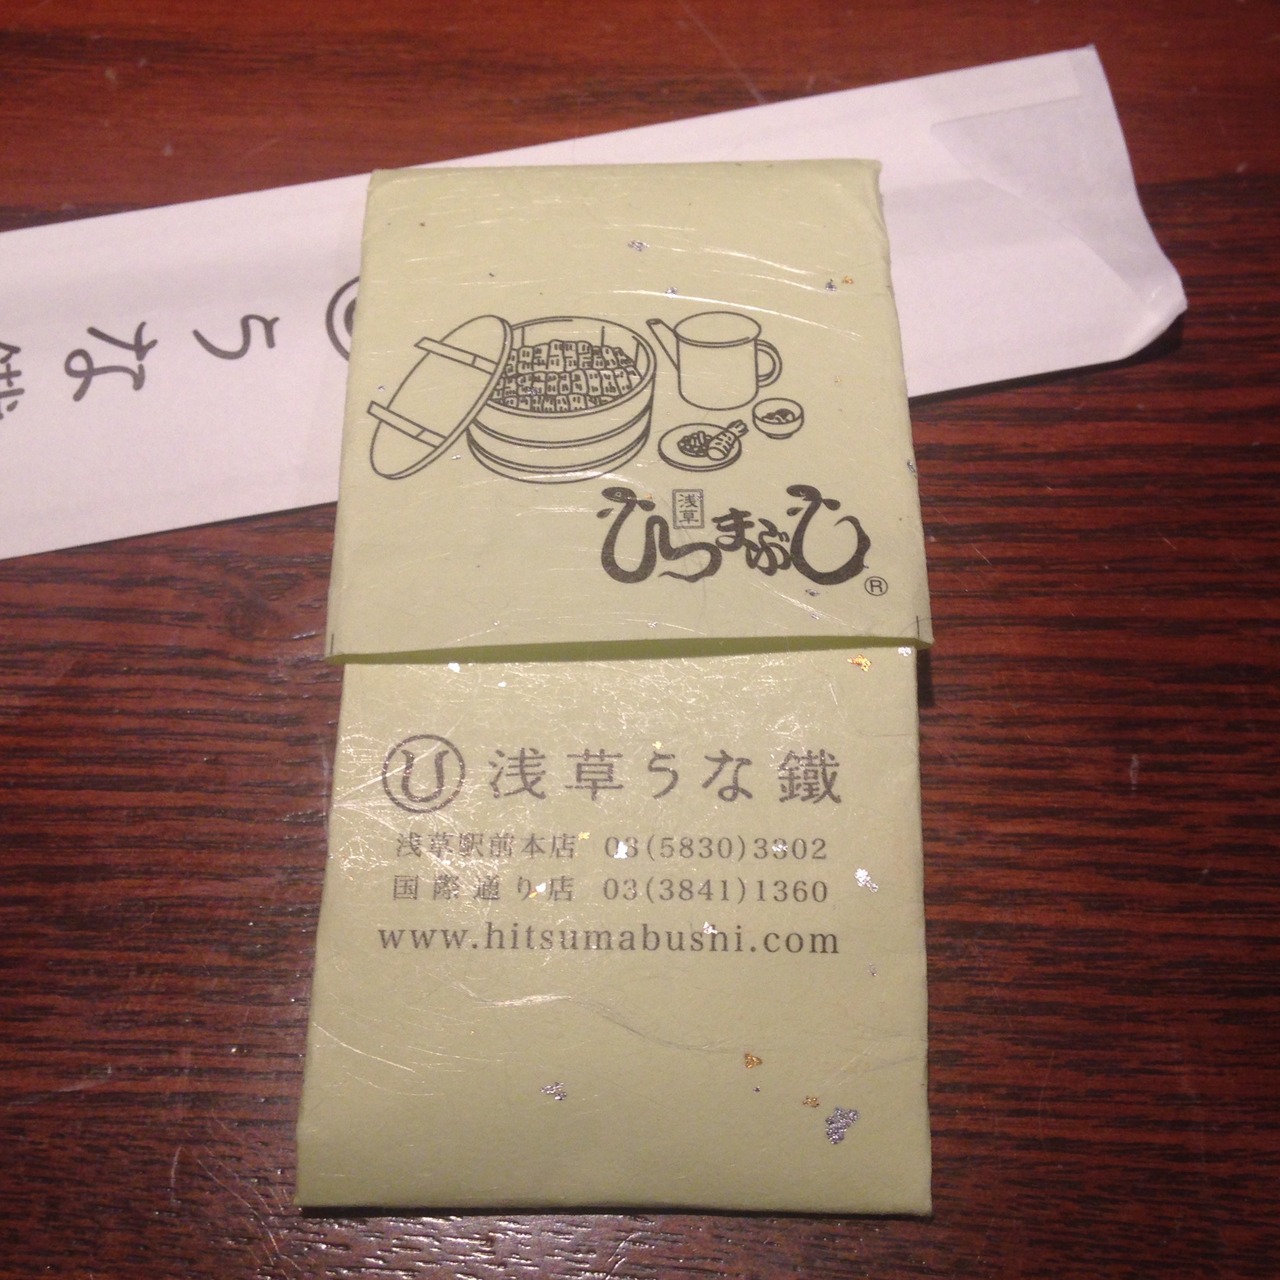 うな
浅草
ひつまぶし®
ひ 浅草うな鐵
浅草駅前本店 03(5830)3302
国際通り店 03(3841)1360
www.hitsumabushi.com